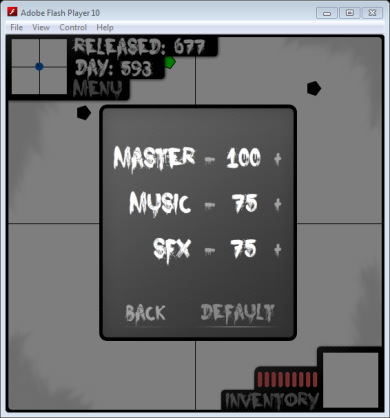 Adobe Flash Player 10
File View Control Help
RELEASED: 677
DAY: 593
MENU
MASTER - 100 +
MUSIC - 75 +
SFX - 75 +
BACK DEFAULT
INVENTORY